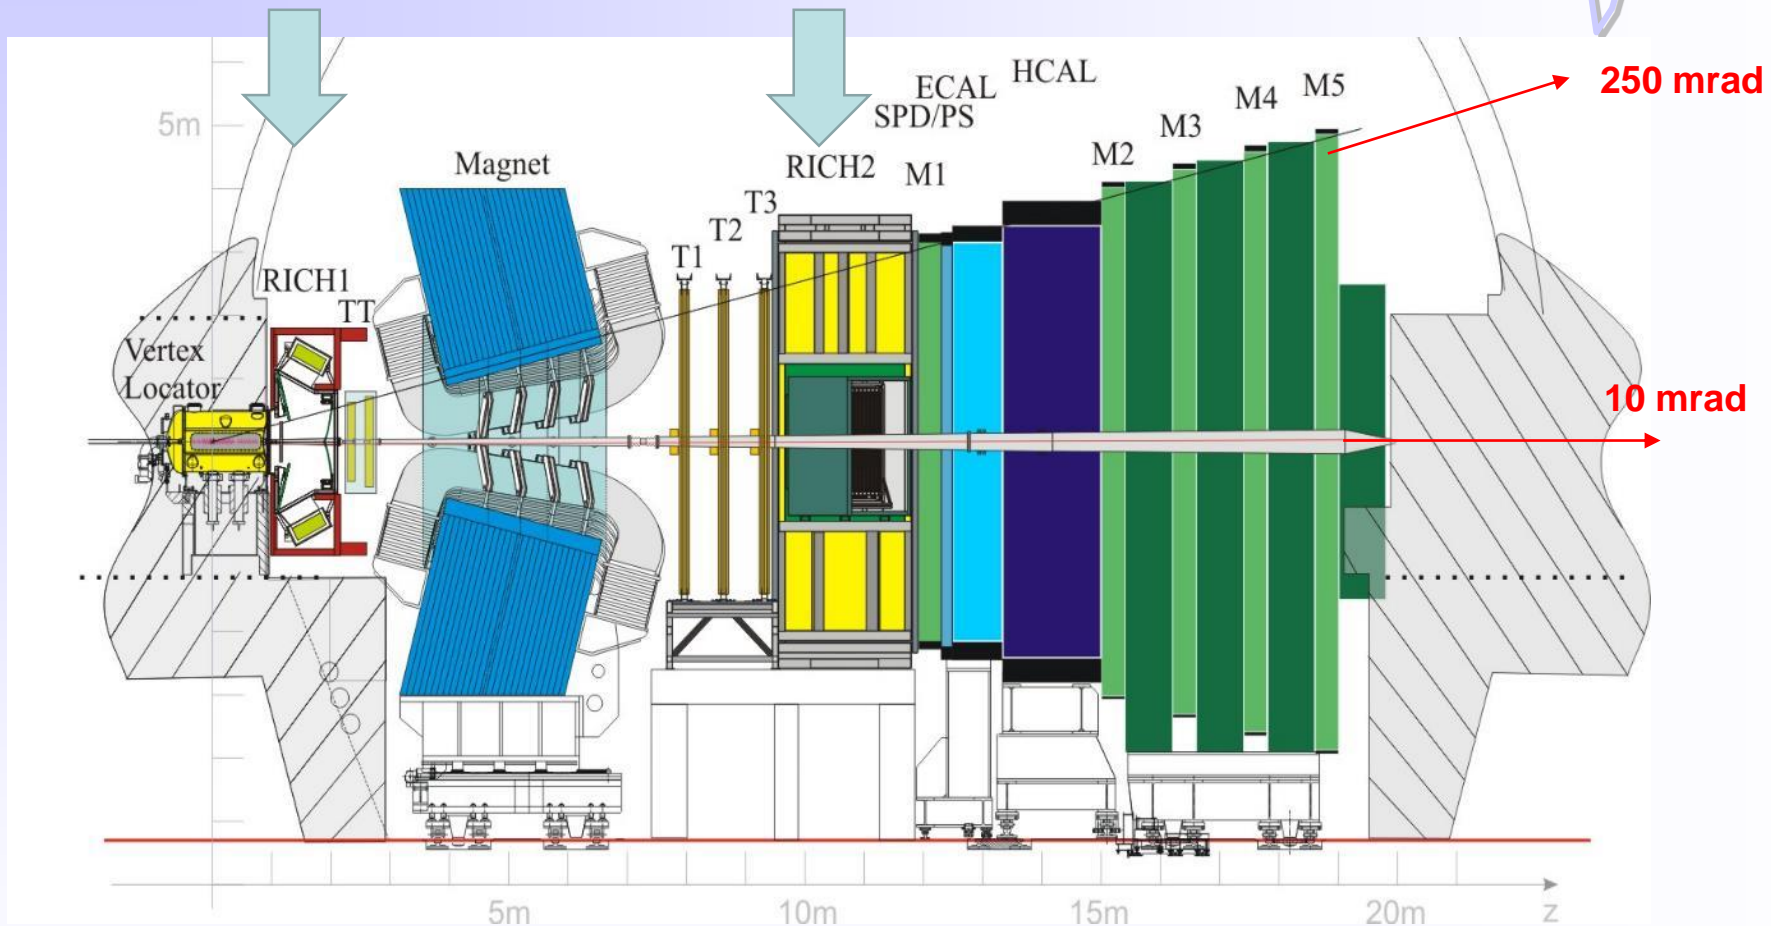 250 mrad
HCAL
ECAL
M5
M4
SPD/PS
M3
5m
M2
Magnet
RICH2
M1
T3
T2
T1
RICH1
TT
Vertex
Locator
10 mrad
5m
10m
15m
20m
z